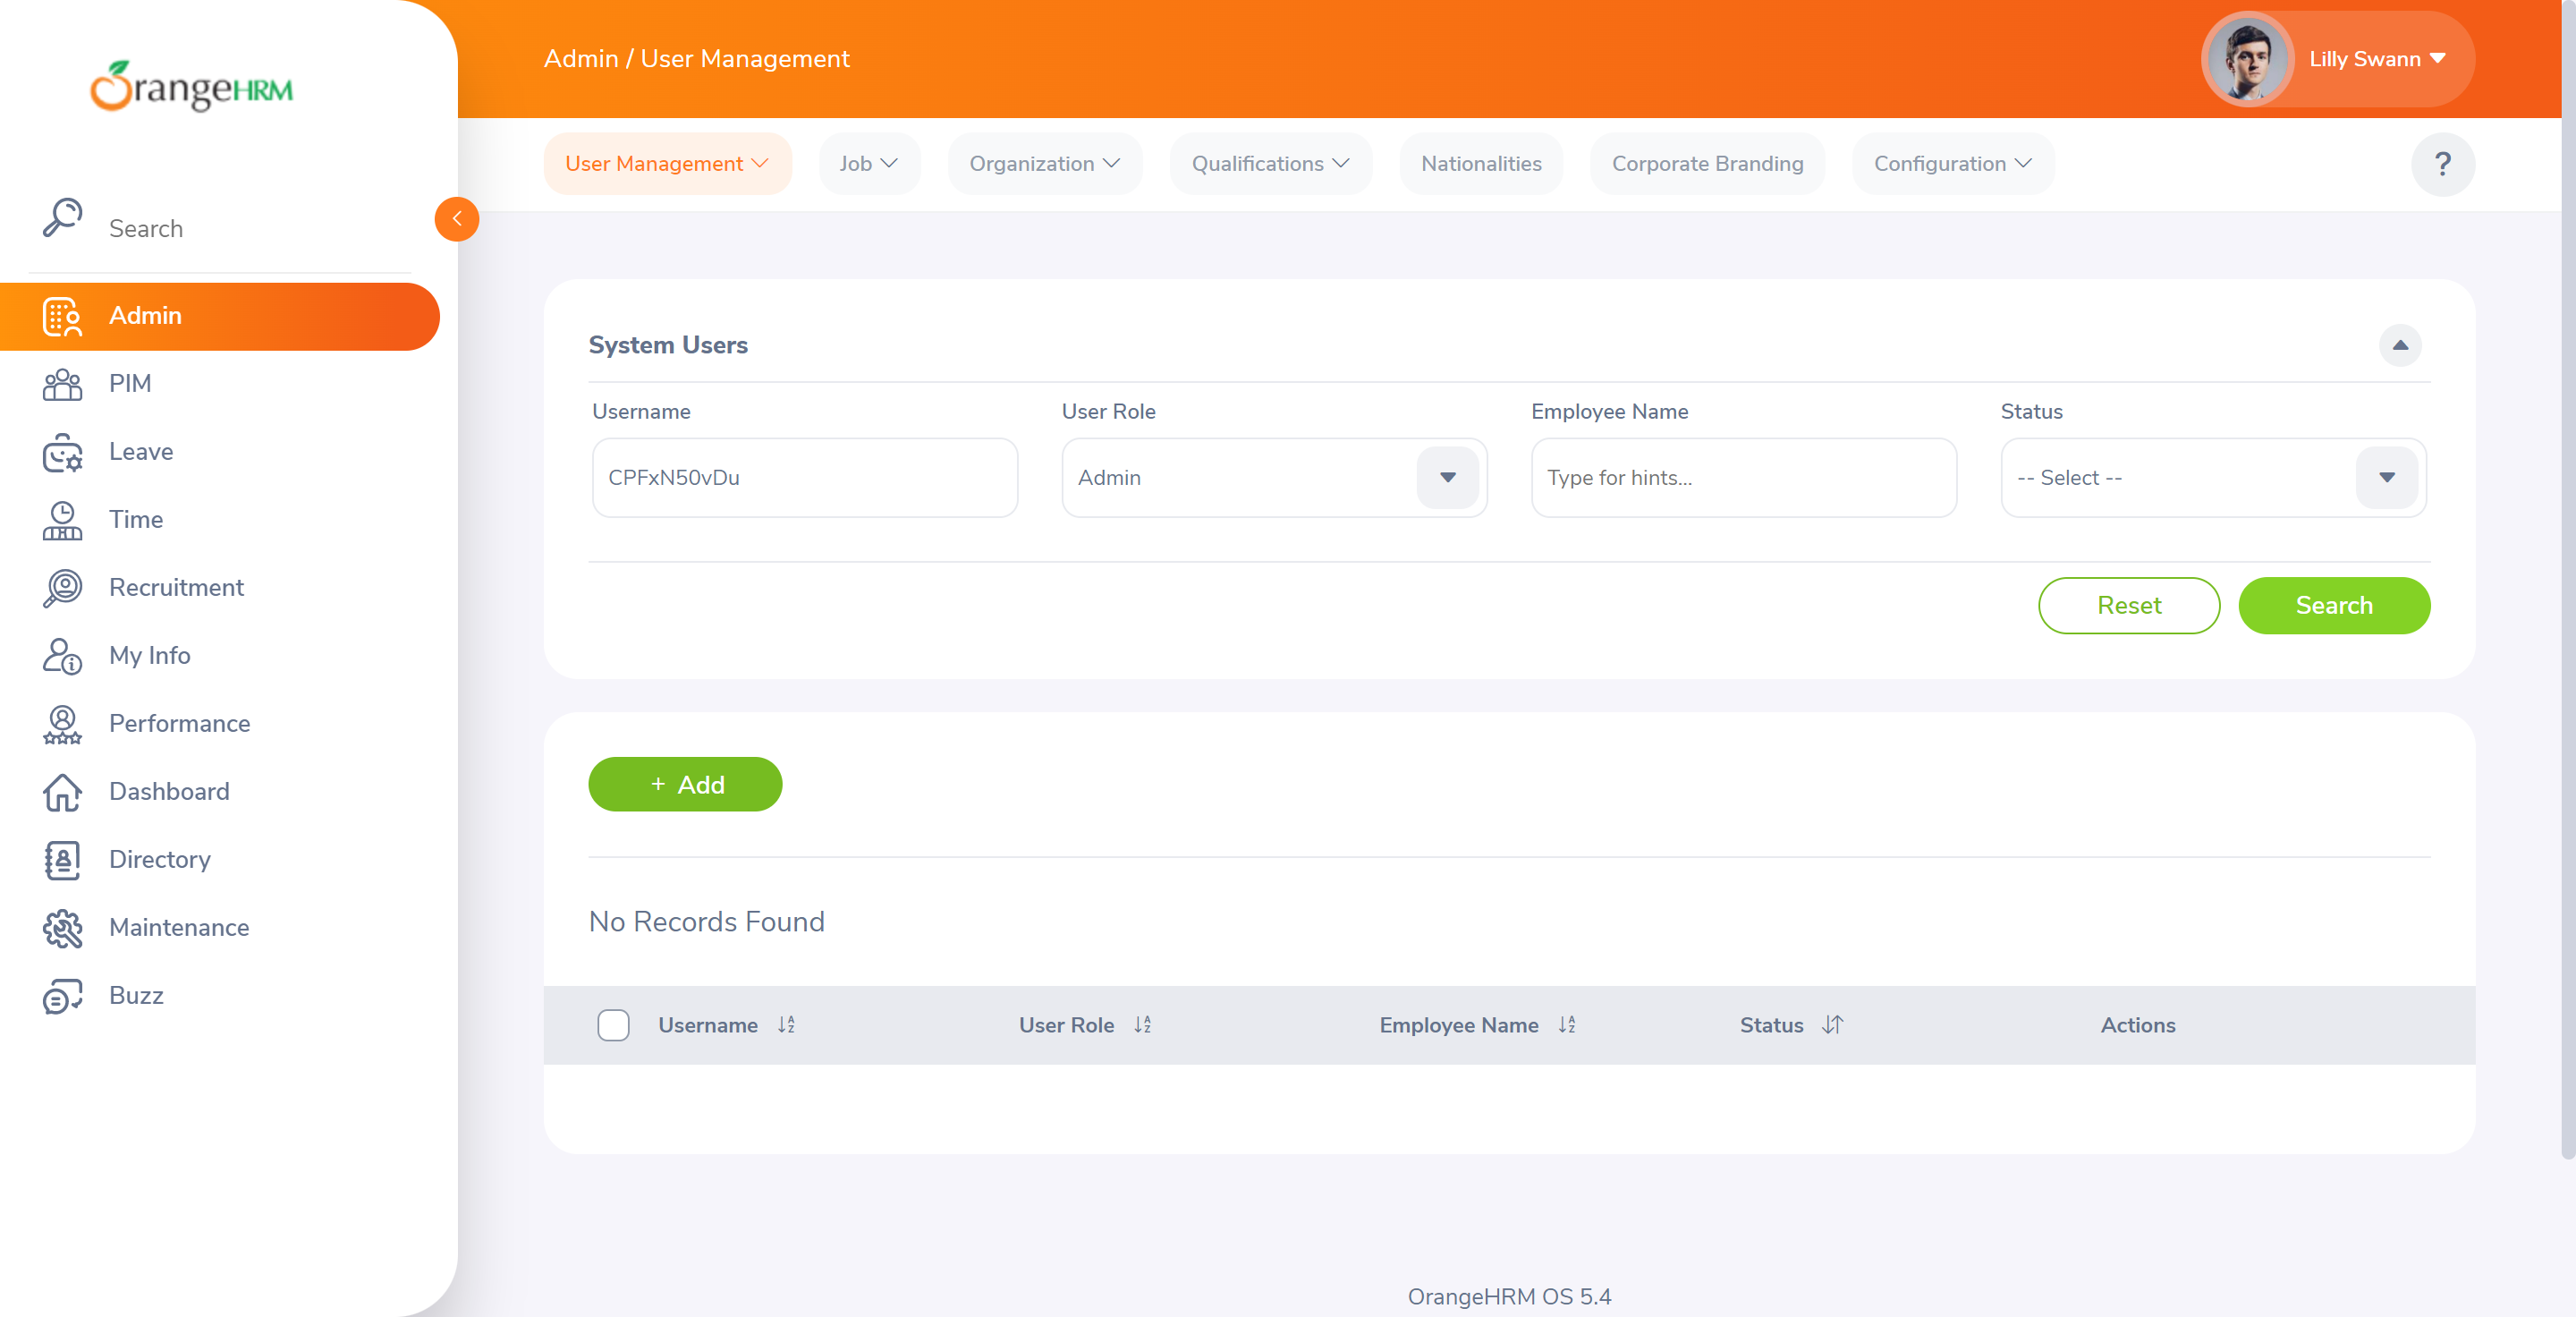 OrangeHRM
Admin / User Management
Lilly Swann
User Management
Job
Organization
Qualifications
Nationalities
Corporate Branding
Configuration
?
Search
Admin
PIM
Leave
Time
Recruitment
My Info
Performance
Dashboard
Directory
Maintenance
Buzz
System Users
Username
User Role
Employee Name
Status
CPFxN50vDu
Admin
Type for hints...
-- Select --
Reset
Search
+ Add
No Records Found
Username
User Role
Employee Name
Status
Actions
OrangeHRM OS 5.4